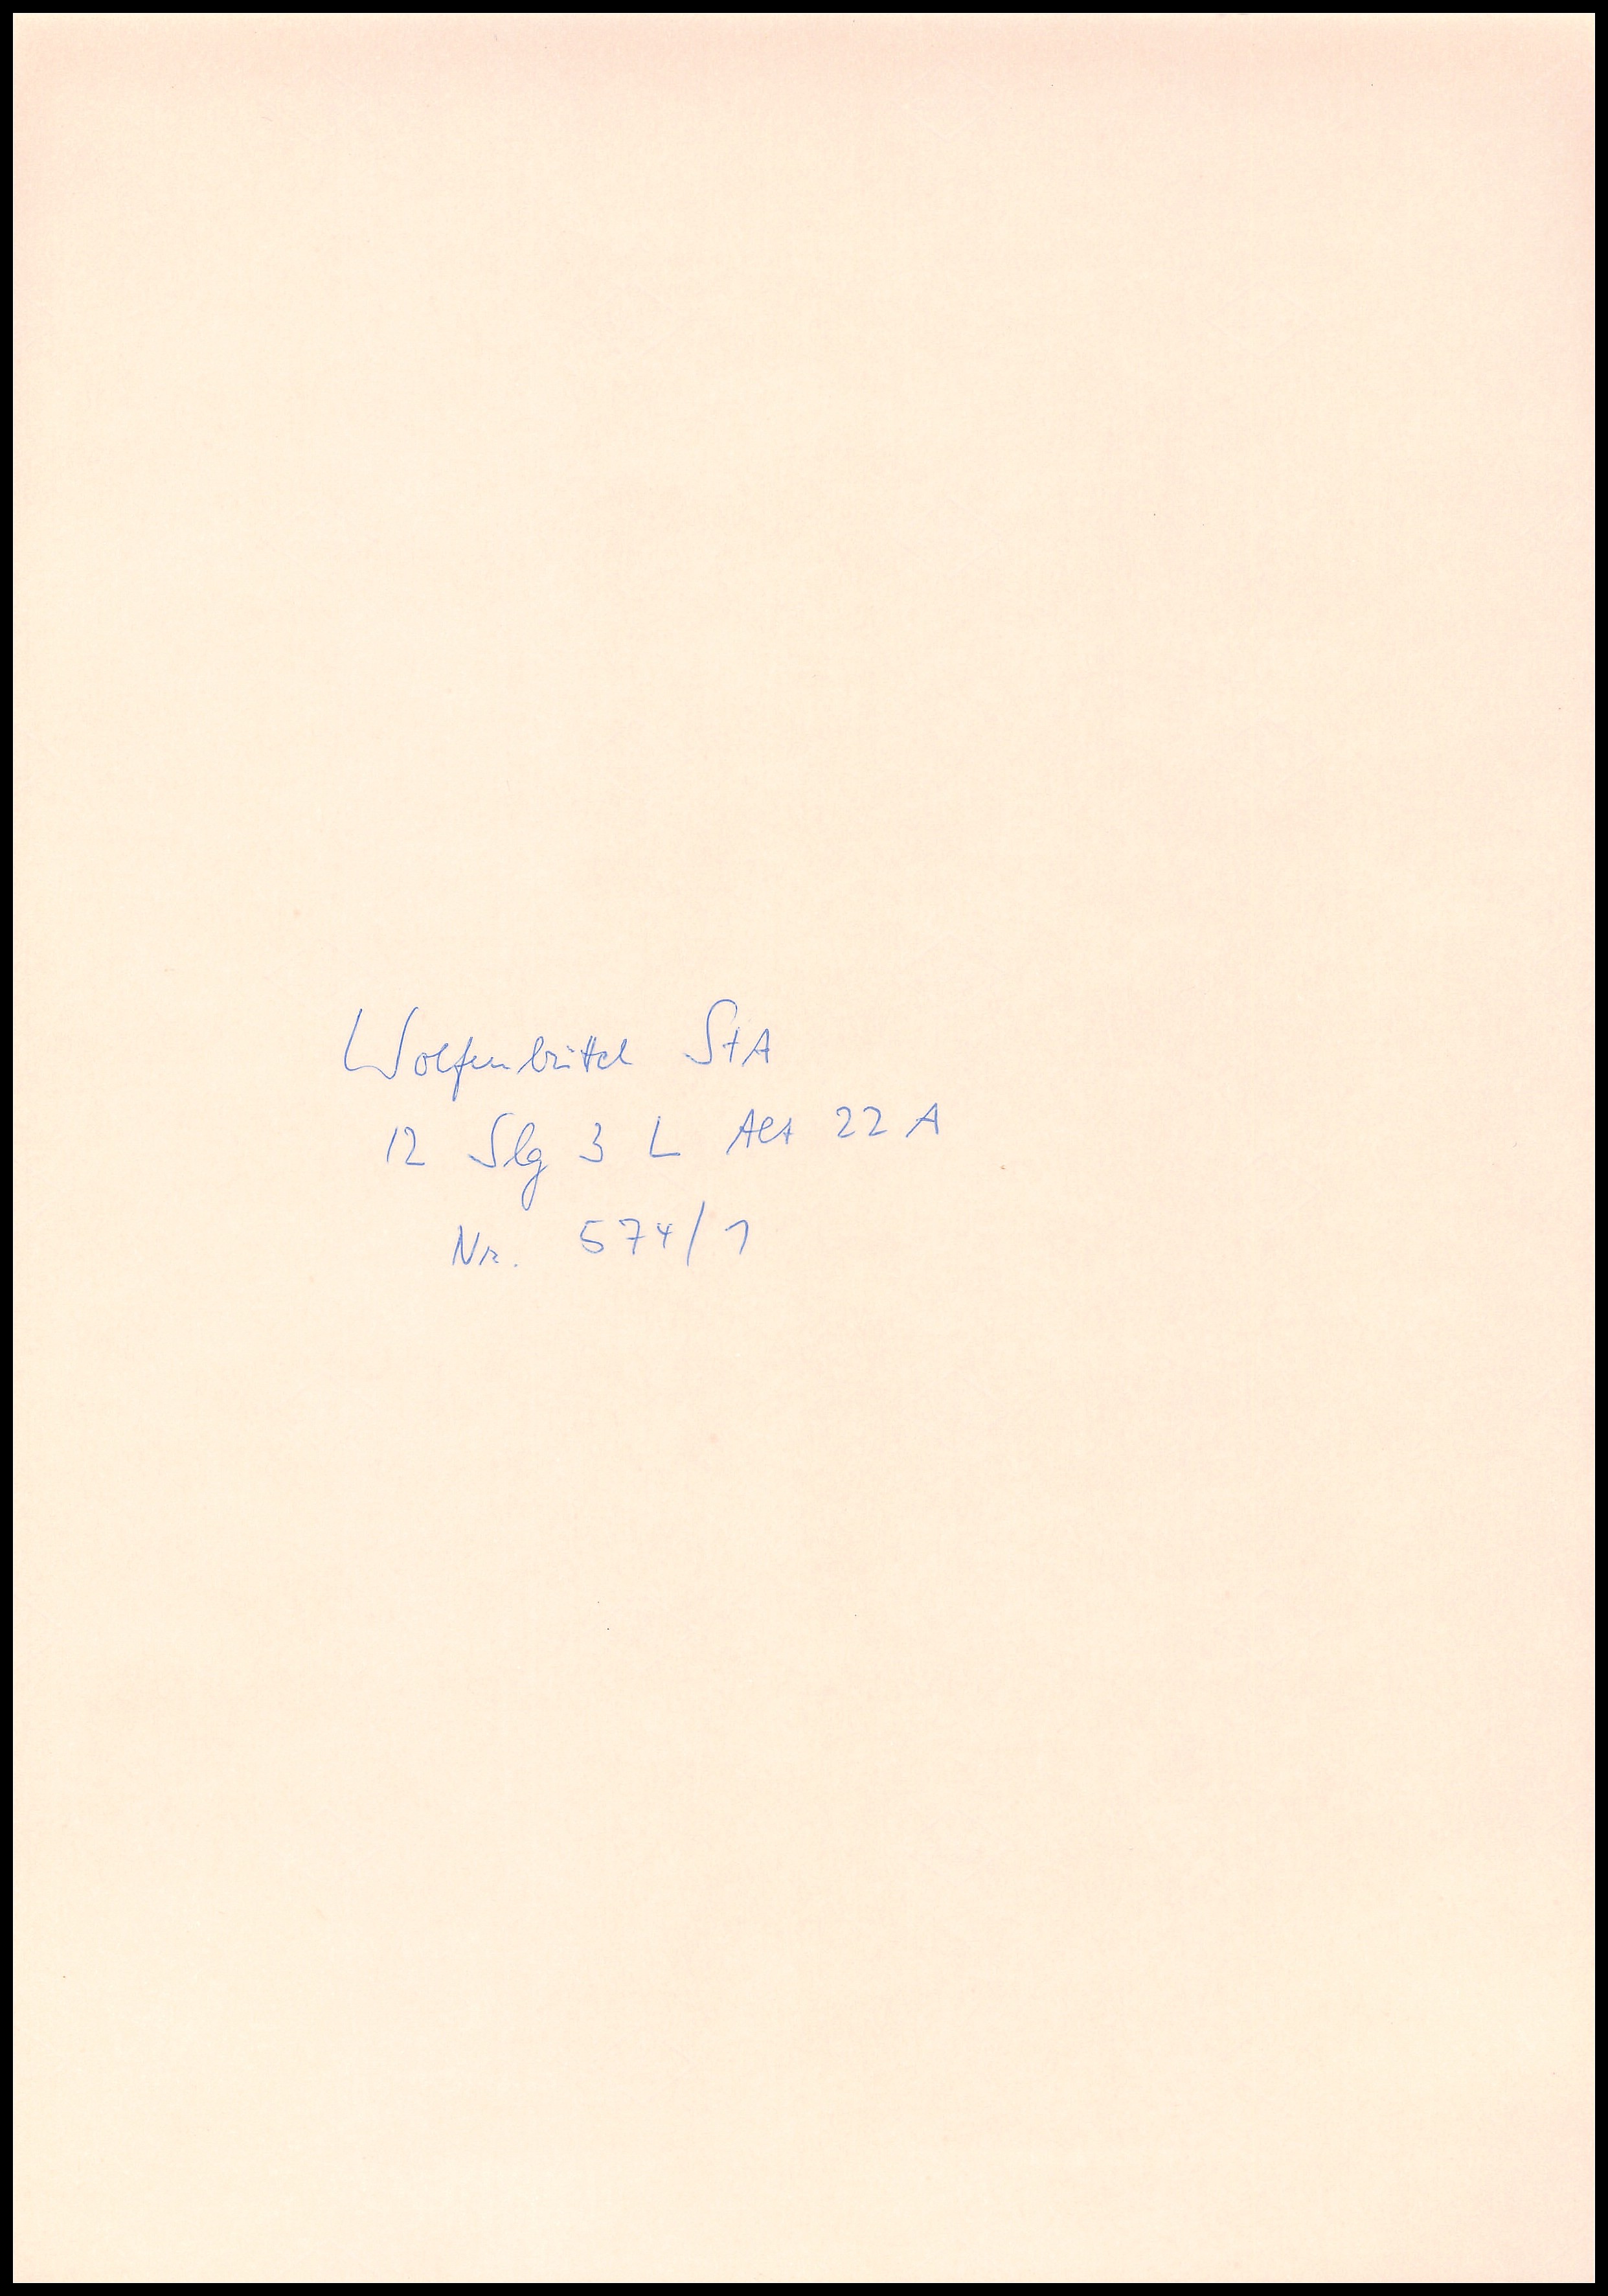 Wolfenbüttel StA
12 Slg 3 L Alt 22 A
Nr. 574/1